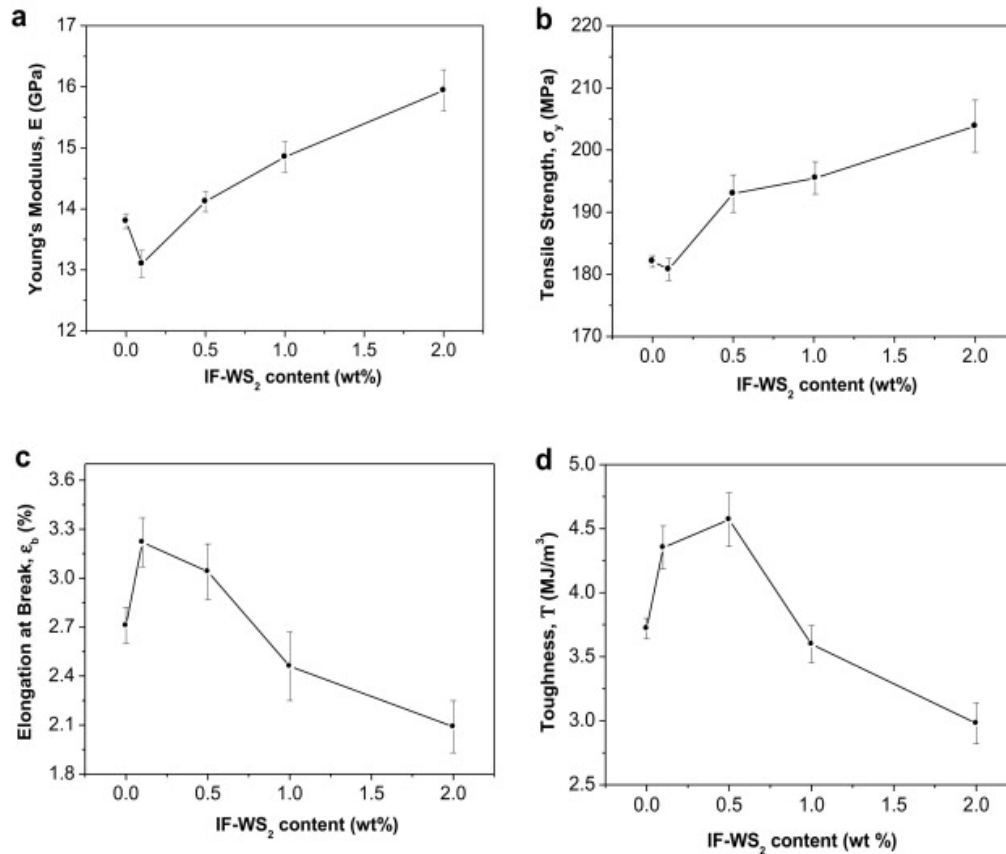 a
17
16
15
14
13
12
Young's Modulus, E (GPa)
0.0 0.5 1.0 1.5 2.0
IF-WS₂ content (wt%)
b
220
210
200
190
180
170
Tensile Strength, σ_y (MPa)
0.0 0.5 1.0 1.5 2.0
IF-WS₂ content (wt%)
c
3.6
3.3
3.0
2.7
2.4
2.1
1.8
Elongation at Break, ε_b (%)
0.0 0.5 1.0 1.5 2.0
IF-WS₂ content (wt%)
d
5.0
4.5
4.0
3.5
3.0
2.5
Toughness, T (MJ/m³)
0.0 0.5 1.0 1.5 2.0
IF-WS₂ content (wt %)